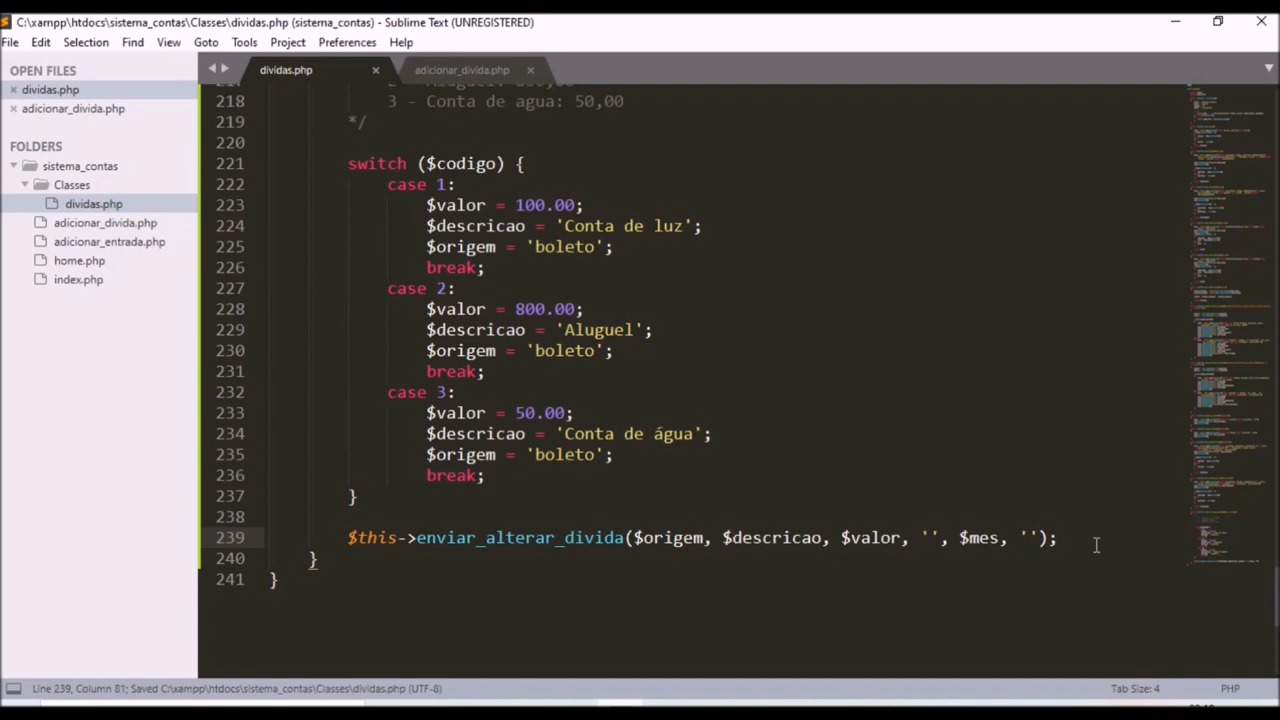 C:\xampp\htdocs\sistema_contas\Classes\dividas.php (sistema_contas) - Sublime Text (UNREGISTERED)
File Edit Selection Find View Goto Tools Project Preferences Help
OPEN FILES
dividas.php
adicionar_divida.php
FOLDERS
sistema_contas
Classes
dividas.php
adicionar_divida.php
adicionar_entrada.php
home.php
index.php
dividas.php adicionar_divida.php
218 3 - Conta de agua: 50,00
219 */
220
221 switch ($codigo) {
222 case 1:
223 $valor = 100.00;
224 $descricao = 'Conta de luz';
225 $origem = 'boleto';
226 break;
227 case 2:
228 $valor = 800.00;
229 $descricao = 'Aluguel';
230 $origem = 'boleto';
231 break;
232 case 3:
233 $valor = 50.00;
234 $descricao = 'Conta de água';
235 $origem = 'boleto';
236 break;
237 }
238
239 $this->enviar_alterar_divida($origem, $descricao, $valor, '', $mes, '');
240 }
241 }
Line 239, Column 81; Saved C:\xampp\htdocs\sistema_contas\Classes\dividas.php (UTF-8) Tab Size: 4 PHP